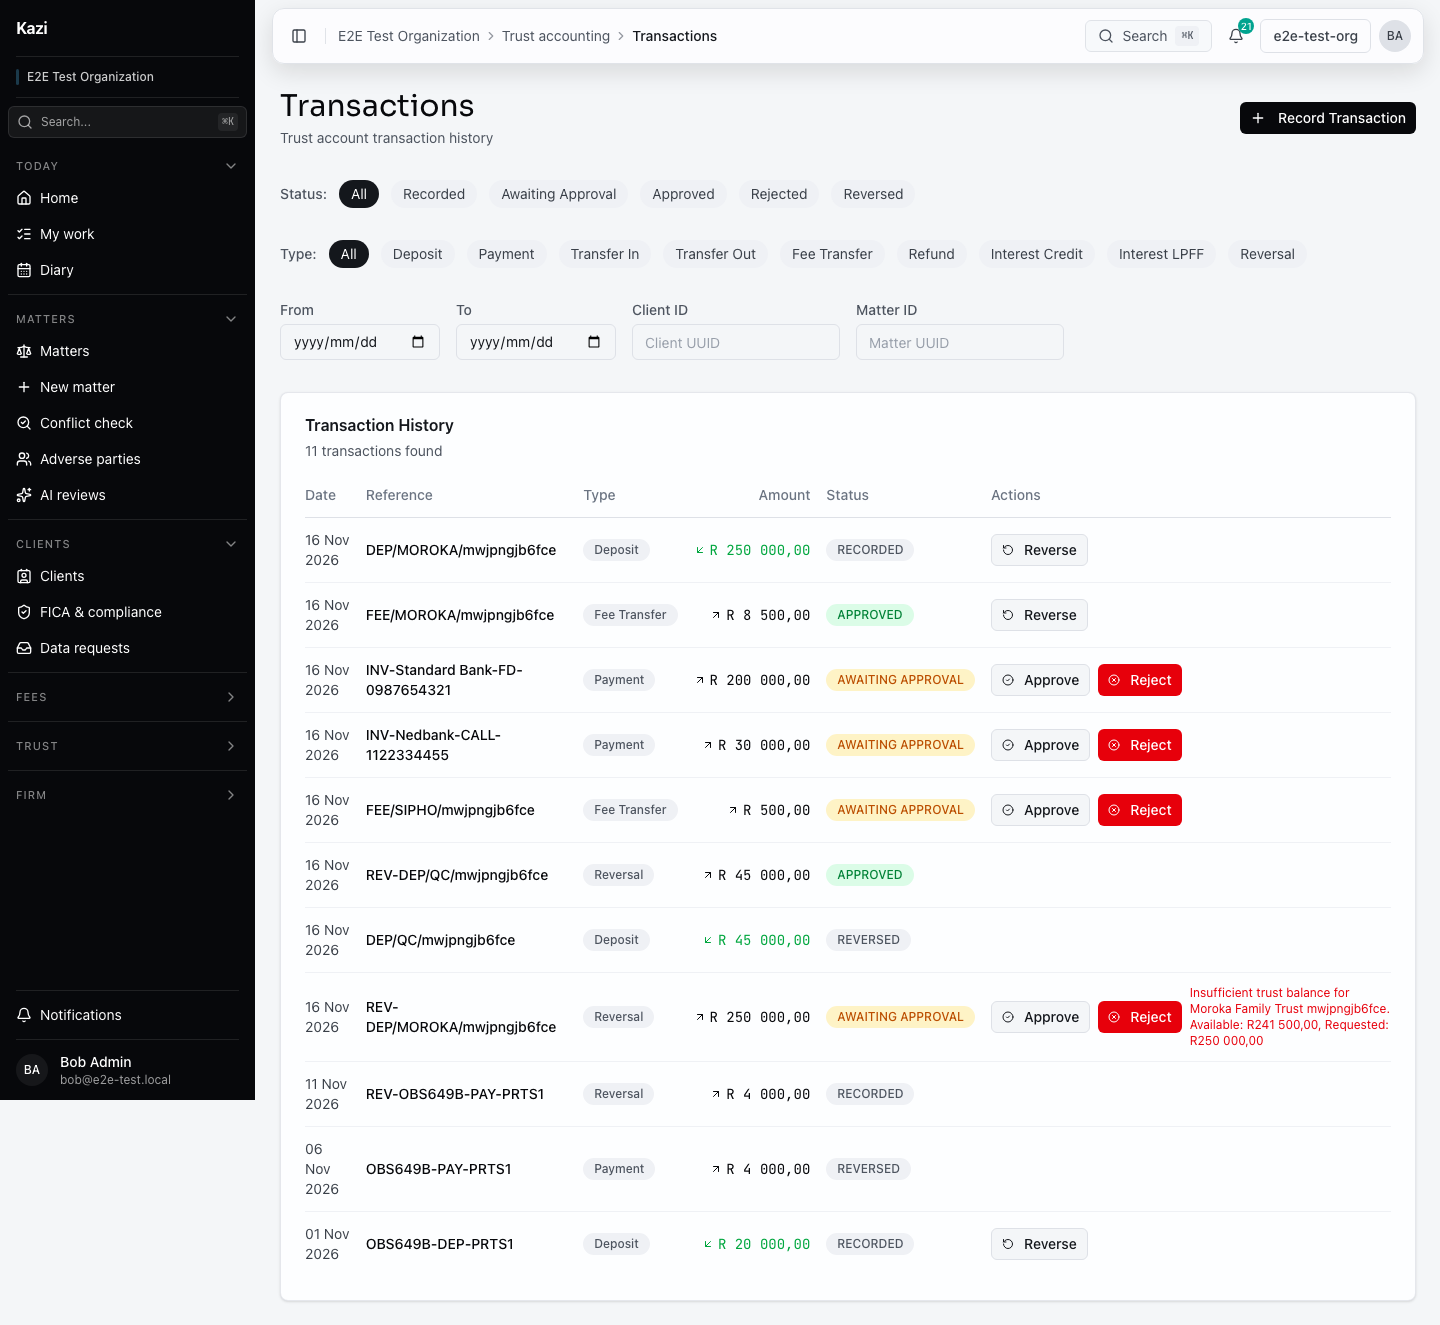 Kazi
E2E Test Organization
Search...
⌘K
TODAY
Home
My work
Diary
MATTERS
Matters
New matter
Conflict check
Adverse parties
AI reviews
CLIENTS
Clients
FICA & compliance
Data requests
FEES
TRUST
FIRM
Notifications
BA
Bob Admin
bob@e2e-test.local
E2E Test Organization > Trust accounting > Transactions
Search ⌘K
21
e2e-test-org
BA
Transactions
Trust account transaction history
Record Transaction
Status: All Recorded Awaiting Approval Approved Rejected Reversed
Type: All Deposit Payment Transfer In Transfer Out Fee Transfer Refund Interest Credit Interest LPFF Reversal
From To Client ID Matter ID
yyyy/mm/dd yyyy/mm/dd Client UUID Matter UUID
Transaction History
11 transactions found
Date Reference Type Amount Status Actions
16 Nov 2026 DEP/MOROKA/mwjpngjb6fce Deposit R 250 000,00 RECORDED Reverse
16 Nov 2026 FEE/MOROKA/mwjpngjb6fce Fee Transfer R 8 500,00 APPROVED Reverse
16 Nov 2026 INV-Standard Bank-FD-0987654321 Payment R 200 000,00 AWAITING APPROVAL Approve Reject
16 Nov 2026 INV-Nedbank-CALL-1122334455 Payment R 30 000,00 AWAITING APPROVAL Approve Reject
16 Nov 2026 FEE/SIPHO/mwjpngjb6fce Fee Transfer R 500,00 AWAITING APPROVAL Approve Reject
16 Nov 2026 REV-DEP/QC/mwjpngjb6fce Reversal R 45 000,00 APPROVED
16 Nov 2026 DEP/QC/mwjpngjb6fce Deposit R 45 000,00 REVERSED
16 Nov 2026 REV-DEP/MOROKA/mwjpngjb6fce Reversal R 250 000,00 AWAITING APPROVAL Approve Reject
Insufficient trust balance for
Moroka Family Trust mwjpngjb6fce.
Available: R241 500,00, Requested:
R250 000,00
11 Nov 2026 REV-OBS649B-PAY-PRTS1 Reversal R 4 000,00 RECORDED
06 Nov 2026 OBS649B-PAY-PRTS1 Payment R 4 000,00 REVERSED
01 Nov 2026 OBS649B-DEP-PRTS1 Deposit R 20 000,00 RECORDED Reverse